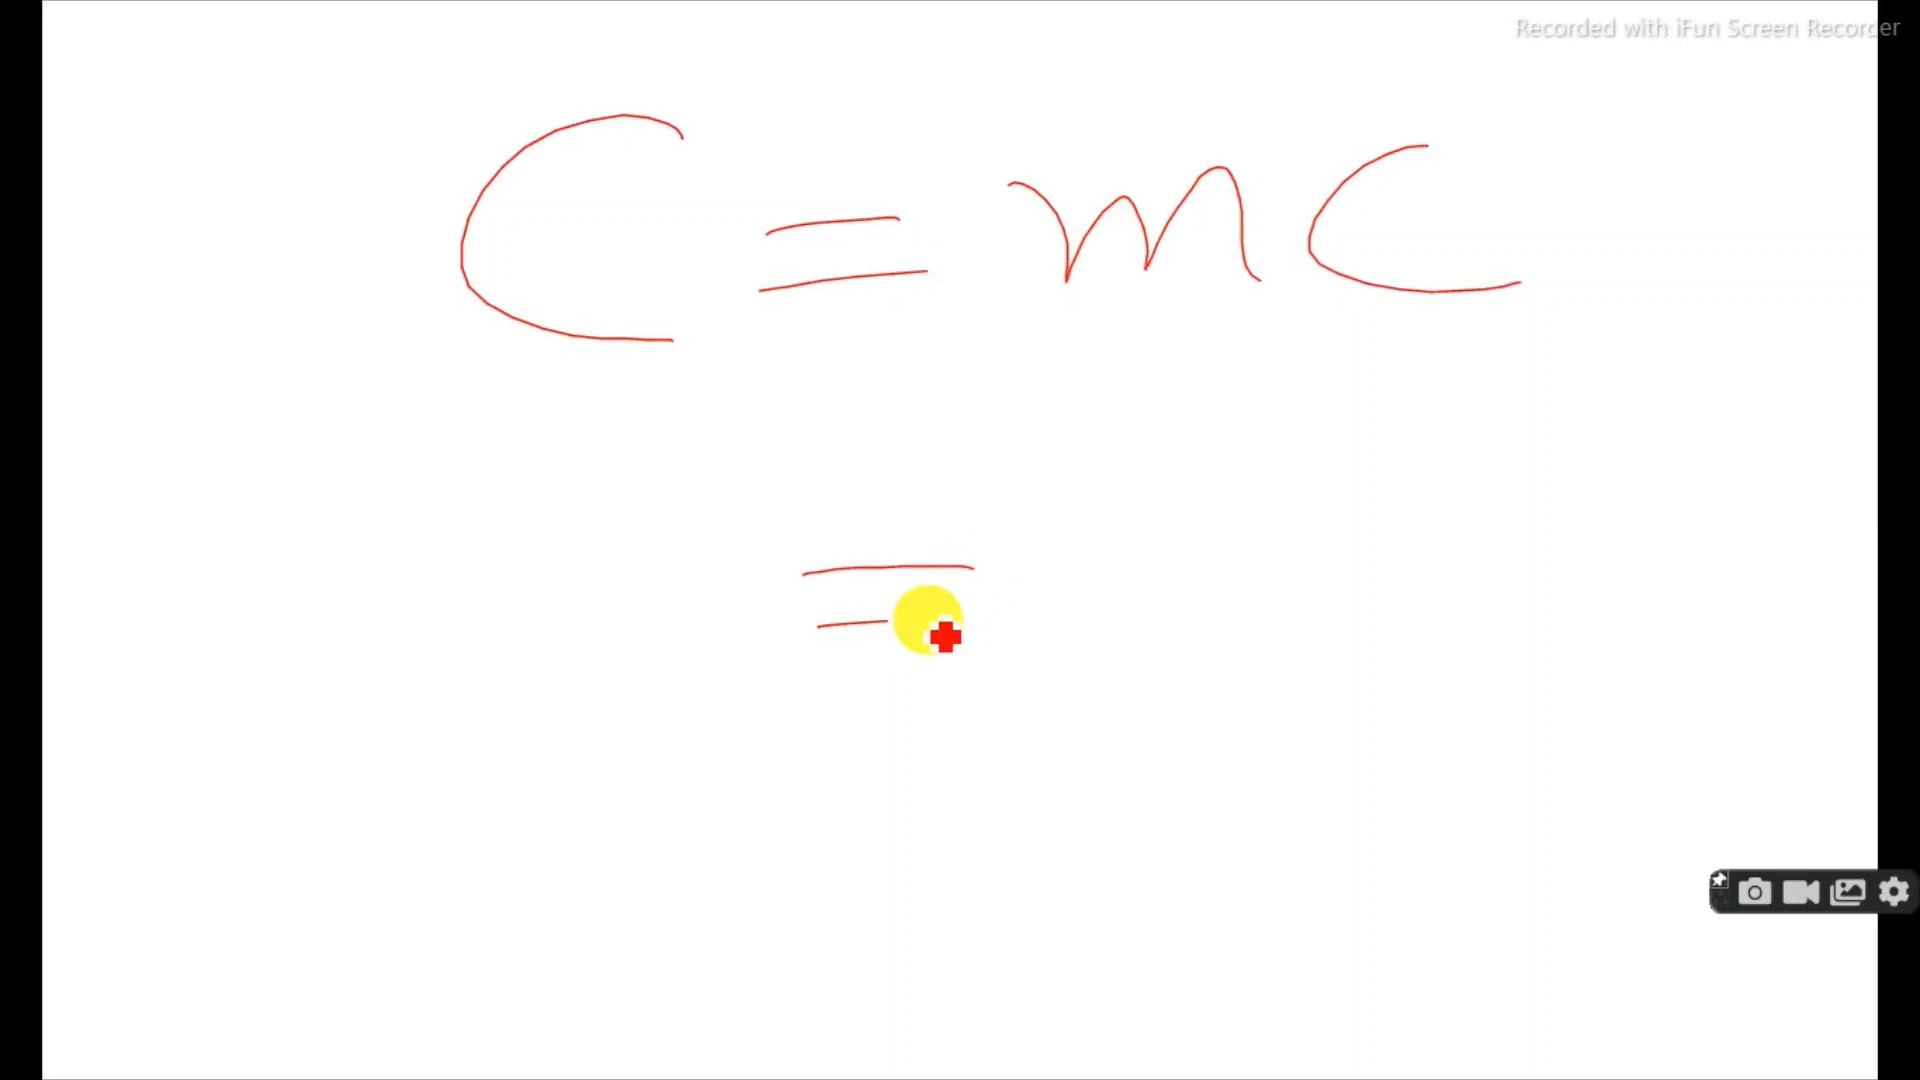 Recorded with iFun Screen Recorder
C = mc
=